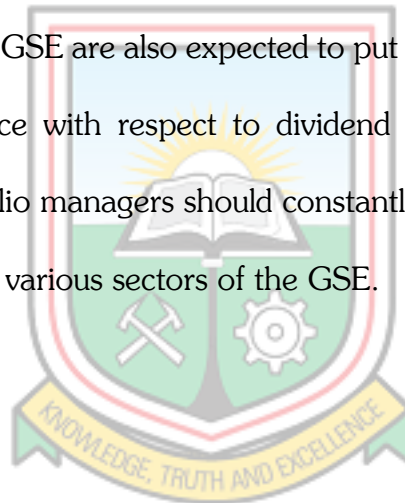 GSE are also expected to put
ce with respect to dividend
lio managers should constantl
various sectors of the GSE.
KNOWLEDGE, TRUTH AND EXCELLENCE